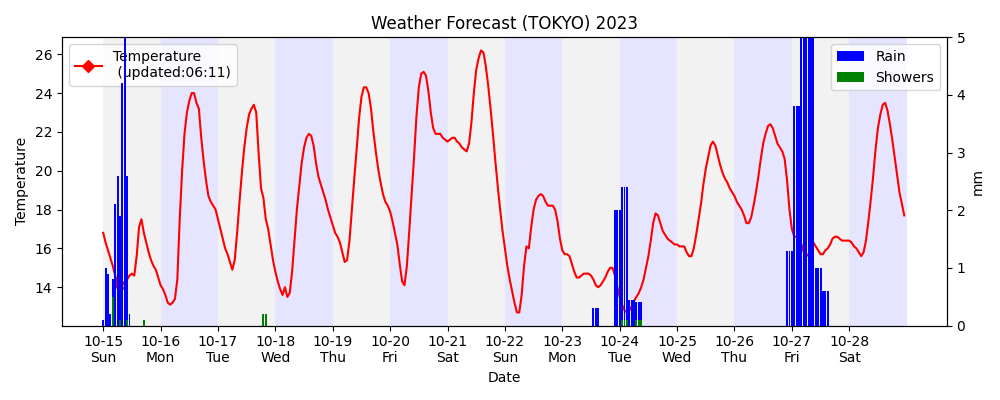 Weather Forecast (TOKYO) 2023
Temperature
(updated:06:11)
Rain
Showers
26
24
22
20
18
16
14
Temperature
5
4
3
2
1
0
mm
10-15 10-16 10-17 10-18 10-19 10-20 10-21 10-22 10-23 10-24 10-25 10-26 10-27 10-28
Sun Mon Tue Wed Thu Fri Sat Sun Mon Tue Wed Thu Fri Sat
Date